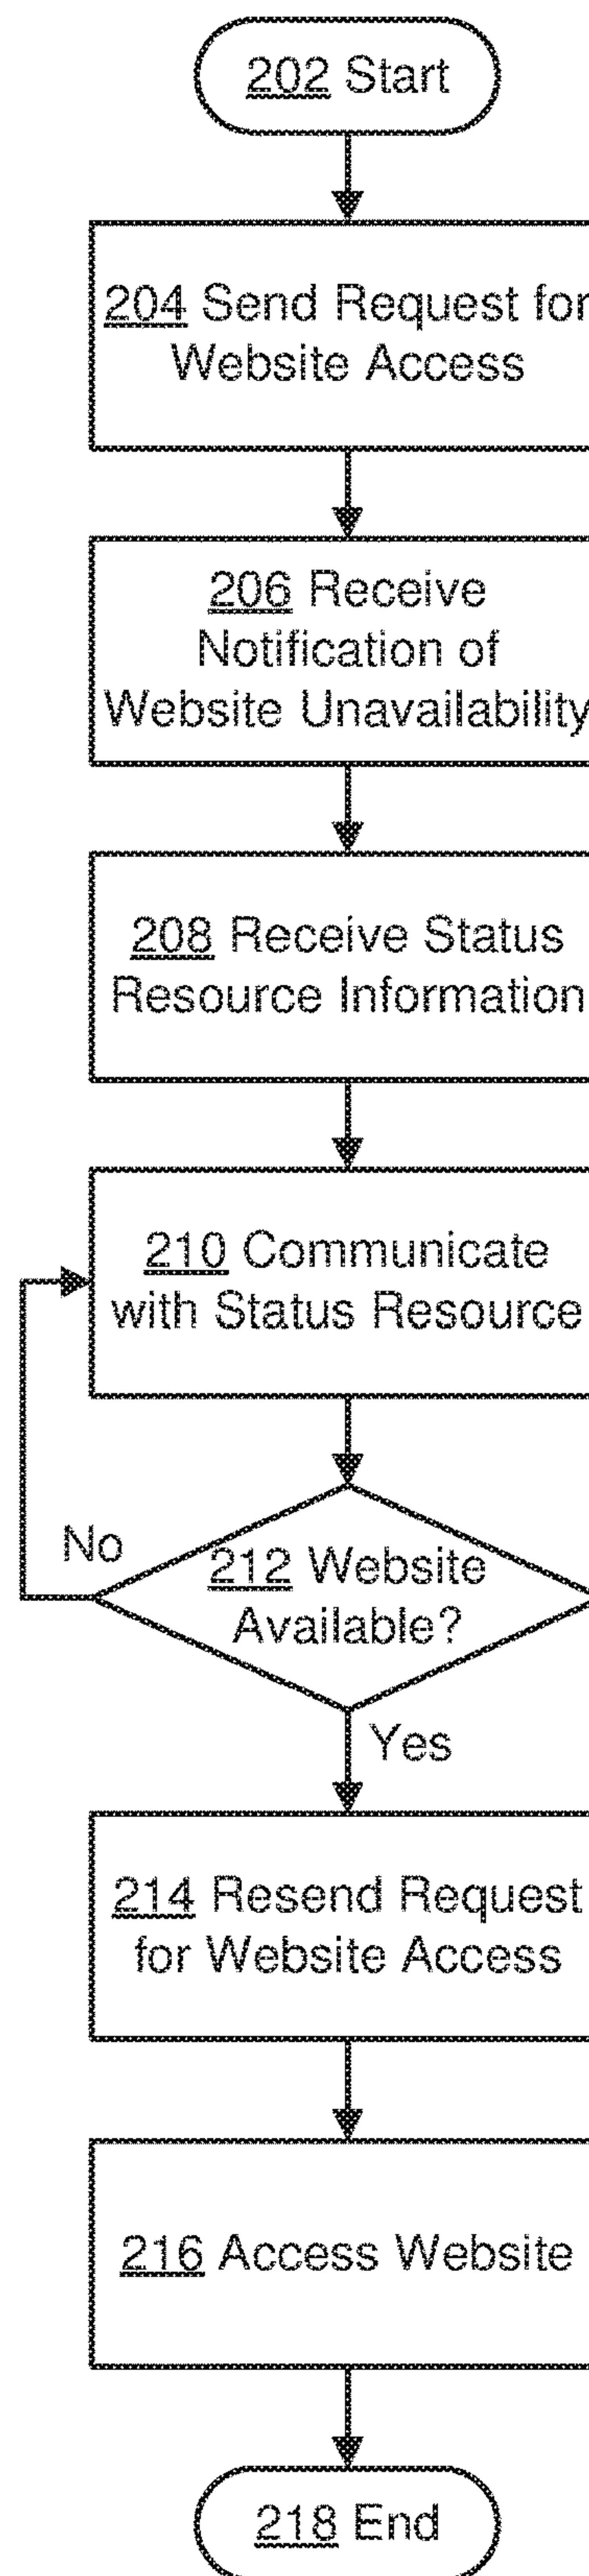 202 Start
204 Send Request for
Website Access
206 Receive
Notification of
Website Unavailability
208 Receive Status
Resource Information
210 Communicate
with Status Resource
No
212 Website
Available?
Yes
214 Resend Request
for Website Access
216 Access Website
218 End